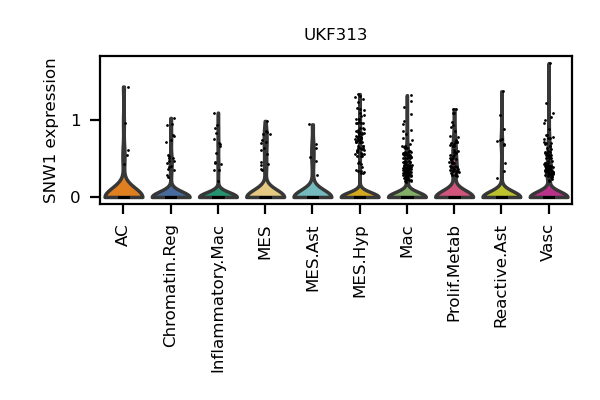 UKF313
SNW1 expression
1
0
AC
Chromatin.Reg
Inflammatory.Mac
MES
MES.Ast
MES.Hyp
Mac
Prolif.Metab
Reactive.Ast
Vasc